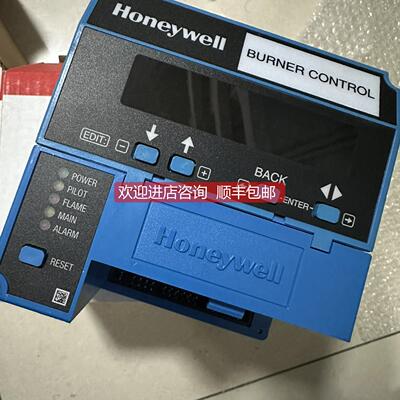 Honeywell
BURNER CONTROL
EDIT:
−
+
BACK
ENTER
欢迎进店咨询 顺丰包邮
POWER
PILOT
FLAME
MAIN
ALARM
RESET
Honeywell